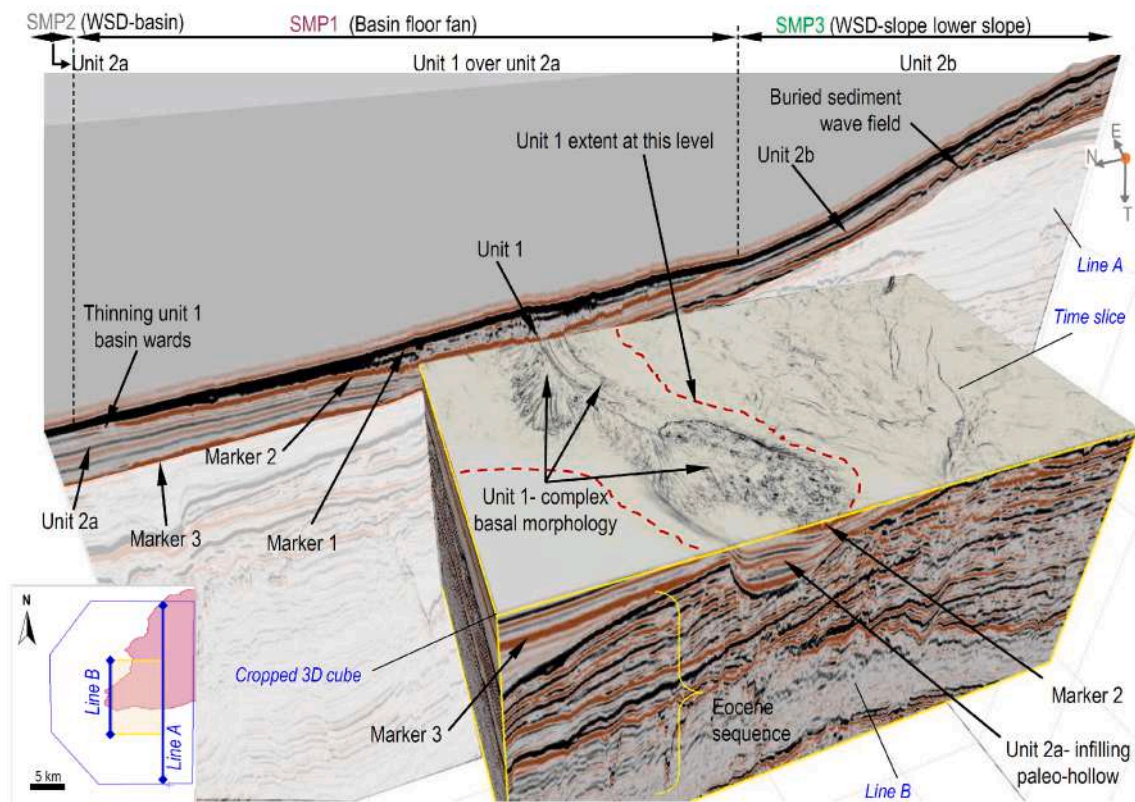 SMP2 (WSD-basin)
SMP1 (Basin floor fan)
SMP3 (WSD-slope lower slope)
Unit 2a
Unit 1 over unit 2a
Unit 2b
Buried sediment
wave field
Unit 1 extent at this level
Unit 2b
E
N
T
Unit 1
Line A
Thinning unit 1
basin wards
Time slice
Marker 2
Unit 2a
Marker 3
Marker 1
Unit 1- complex
basal morphology
N
Line B
Line A
5 km
Cropped 3D cube
Marker 3
Eocene
sequence
Marker 2
Unit 2a- infilling
paleo-hollow
Line B